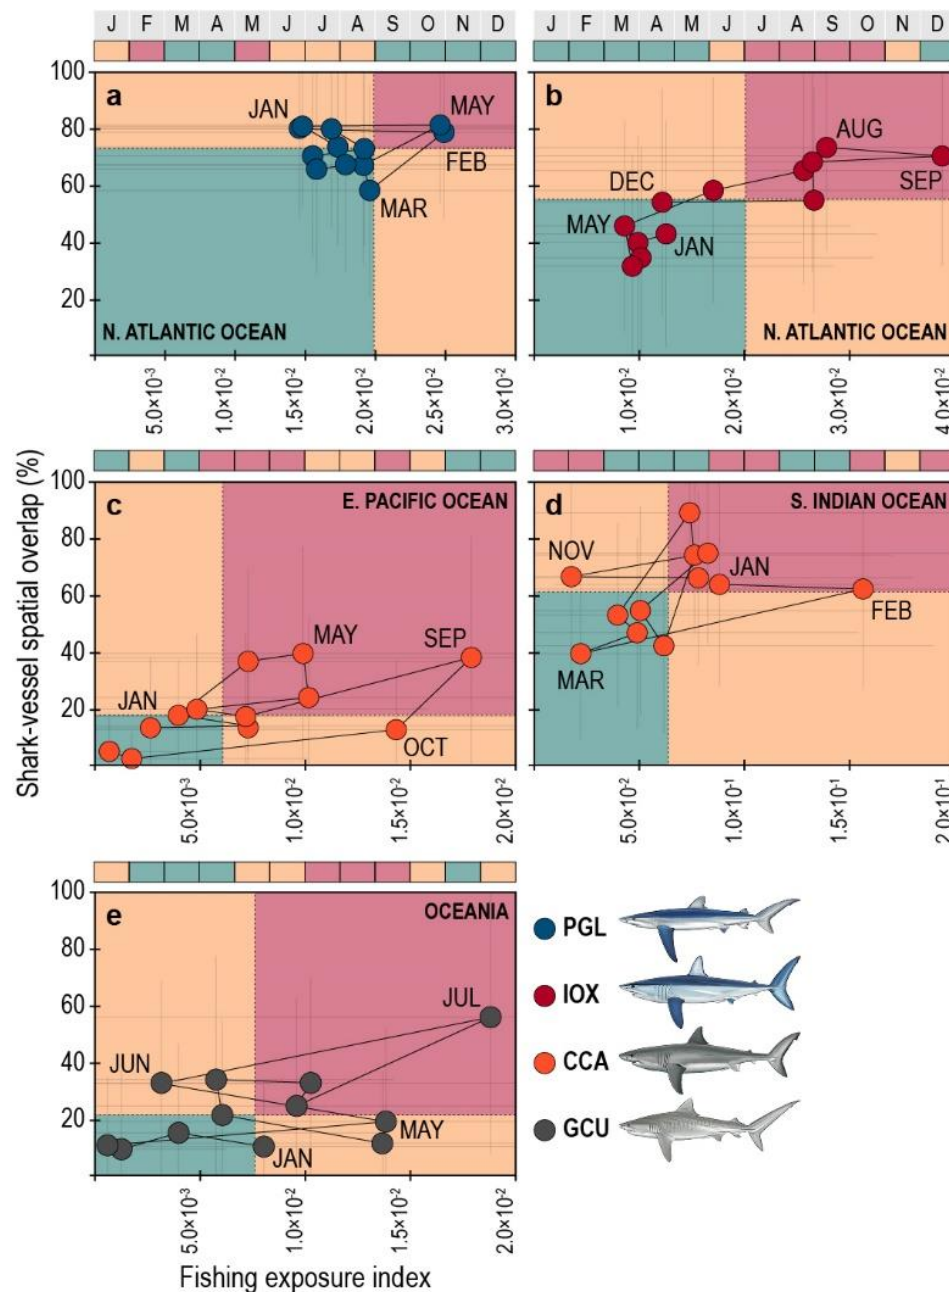 J F M A M J J A S O N D
J F M A M J J A S O N D
a
100
80
60
40
20
JAN
MAY
FEB
MAR
N. ATLANTIC OCEAN
5.0×10⁻³
1.0×10⁻²
1.5×10⁻²
2.0×10⁻²
2.5×10⁻²
3.0×10⁻²
b
AUG
SEP
DEC
MAY
JAN
N. ATLANTIC OCEAN
1.0×10⁻²
2.0×10⁻²
3.0×10⁻²
4.0×10⁻²
Shark-vessel spatial overlap (%)
c
E. PACIFIC OCEAN
100
80
60
40
20
MAY
SEP
JAN
OCT
5.0×10⁻³
1.0×10⁻²
1.5×10⁻²
2.0×10⁻²
d
S. INDIAN OCEAN
NOV
JAN
FEB
MAR
5.0×10⁻²
1.0×10⁻¹
1.5×10⁻¹
2.0×10⁻¹
e
OCEANIA
100
80
60
40
20
JUL
JUN
MAY
JAN
5.0×10⁻³
1.0×10⁻²
1.5×10⁻²
2.0×10⁻²
Fishing exposure index
PGL
IOX
CCA
GCU